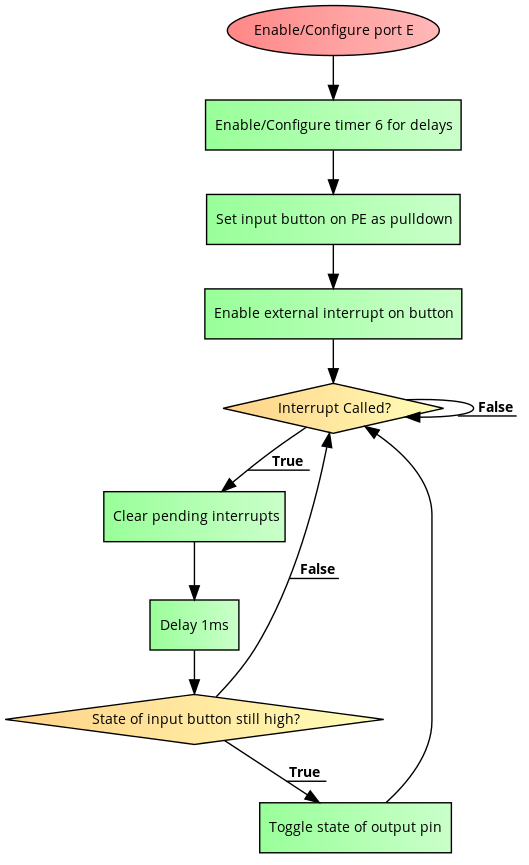 Enable/Configure port E
Enable/Configure timer 6 for delays
Set input button on PE as pulldown
Enable external interrupt on button
Interrupt Called?
False
True
Clear pending interrupts
False
Delay 1ms
State of input button still high?
True
Toggle state of output pin